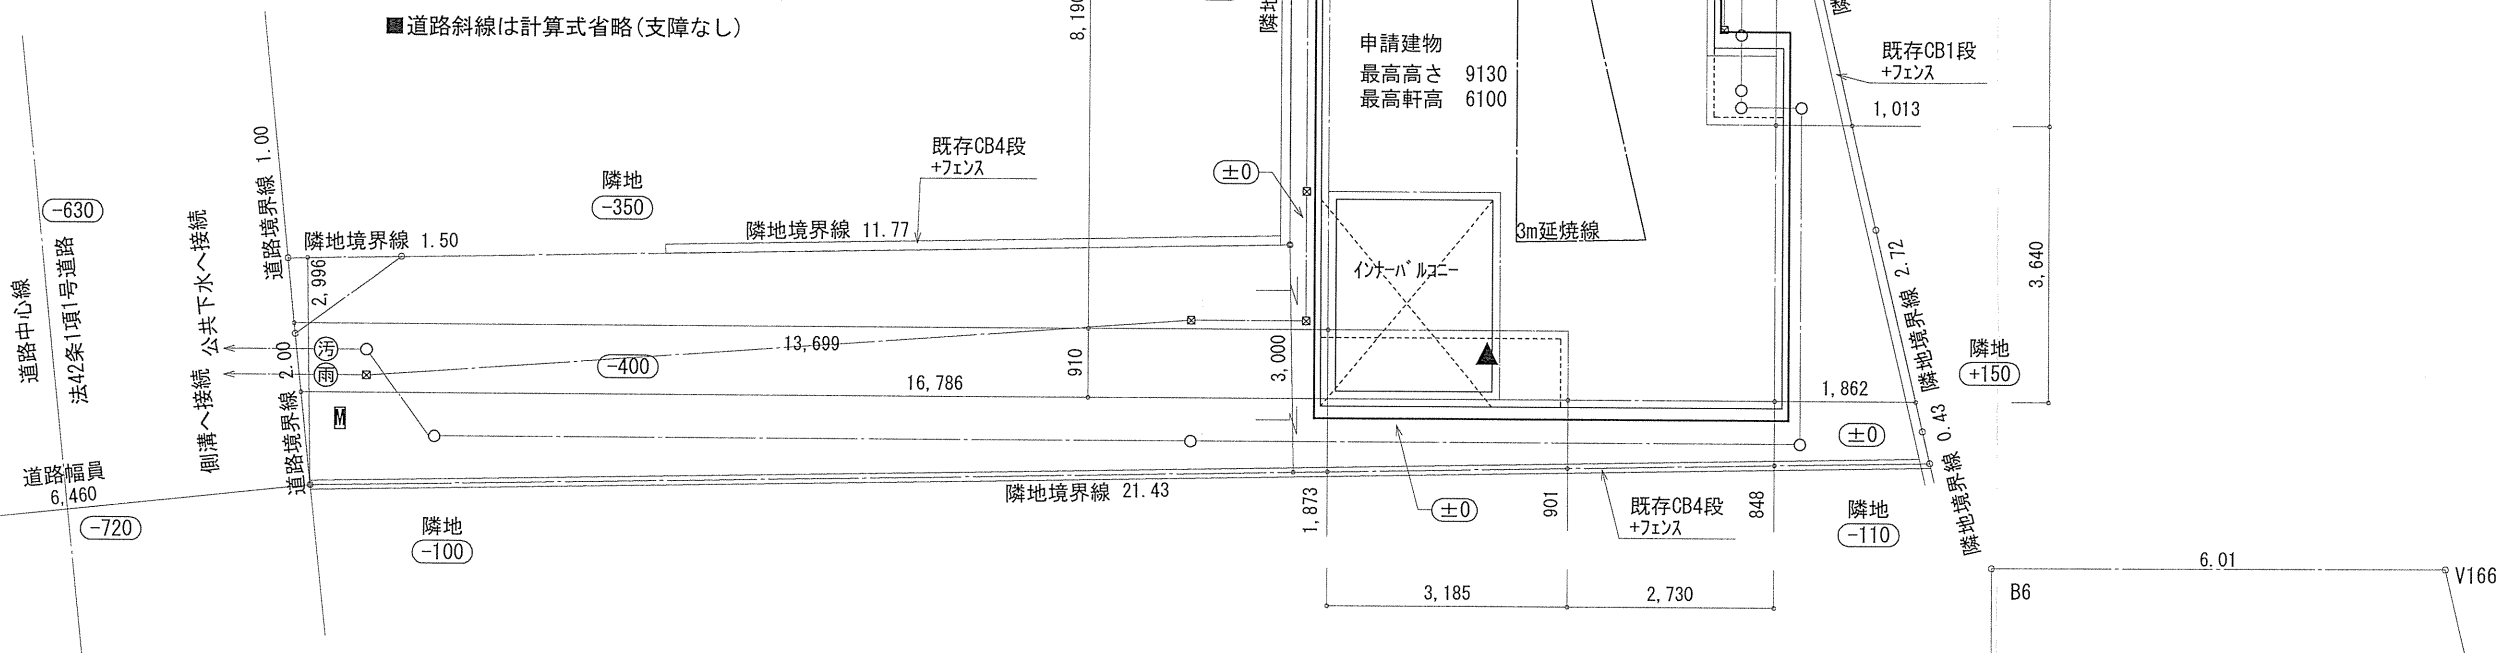 ■道路斜線は計算式省略(支障なし)
8,190
隣地
申請建物
最高高さ 9130
最高軒高 6100
既存CB1段
+フェンス
1,013
道路境界線 1.00
既存CB4段
+フェンス
±0
隣地
-350
-630
隣地境界線 1.50
隣地境界線 11.77
3m延焼線
インナーバルコニー
2,996
道路中心線
法42条1項1号道路
公共下水へ接続
側溝へ接続
汚
雨
道路境界線 2.00
M
13,699
-400
910
3,000
16,786
隣地境界線 2.72
3,640
隣地
+150
1,862
±0
隣地境界線 0.43
道路幅員
6,460
-720
隣地
-100
隣地境界線 21.43
1,873
±0
901
既存CB4段
+フェンス
848
隣地
-110
3,185
2,730
6.01
V166
B6